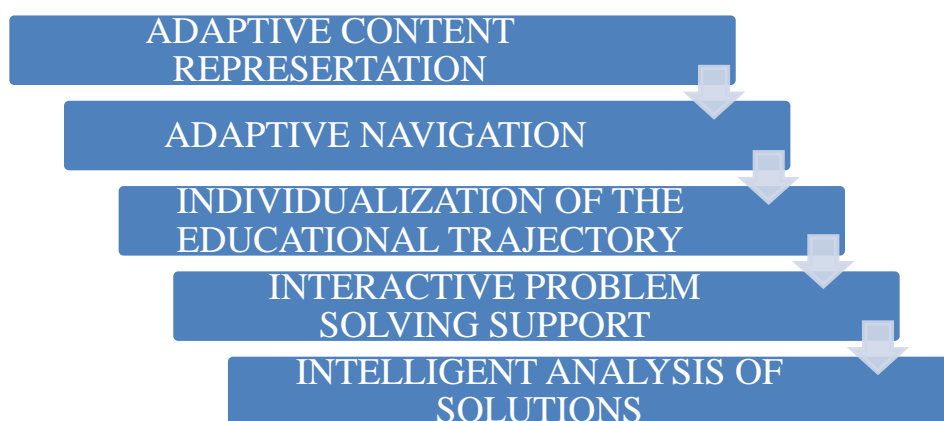 ADAPTIVE CONTENT
REPRESERTATION
ADAPTIVE NAVIGATION
INDIVIDUALIZATION OF THE
EDUCATIONAL TRAJECTORY
INTERACTIVE PROBLEM
SOLVING SUPPORT
INTELLIGENT ANALYSIS OF
SOLUTIONS